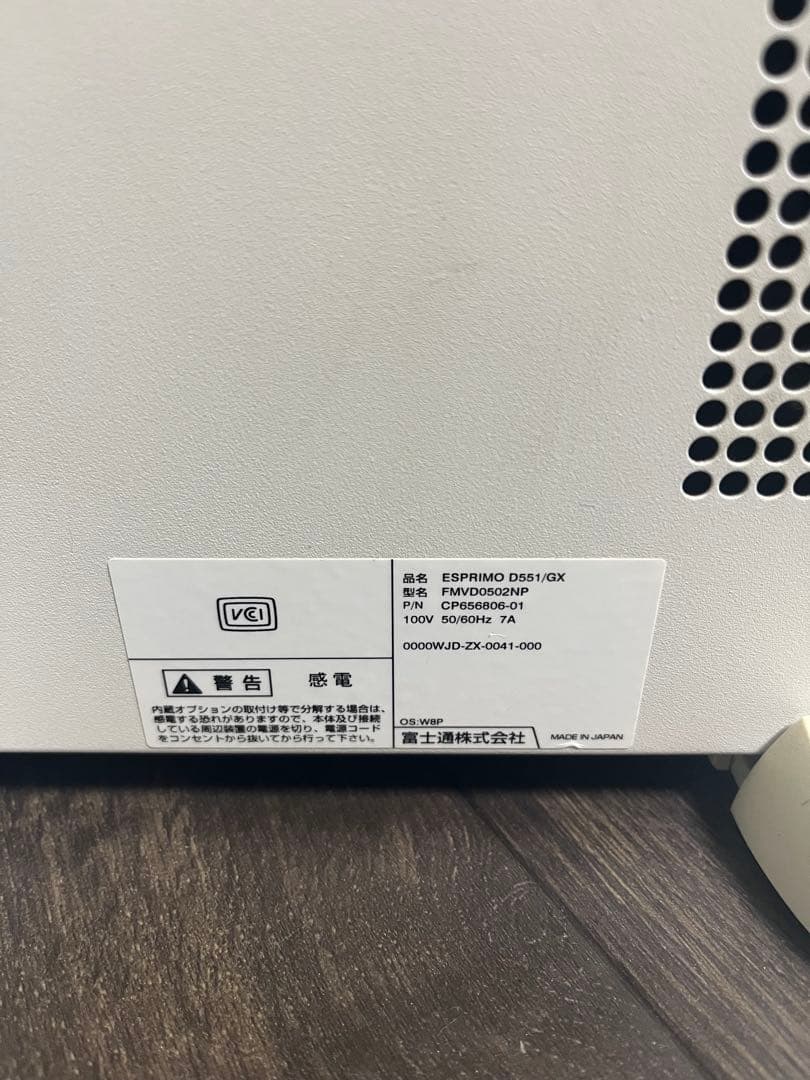 VCCI
警告 感電
内蔵オプションの取付け等で分解する場合は、
感電する恐れがありますので、本体及び接続
している周辺装置の電源を切り、電源コード
をコンセントから抜いてから行って下さい。
品名 ESPRIMO D551/GX
型名 FMVD0502NP
P/N CP656806-01
100V 50/60Hz 7A
0000WJD-ZX-0041-000
OS:W8P
富士通株式会社 MADE IN JAPAN